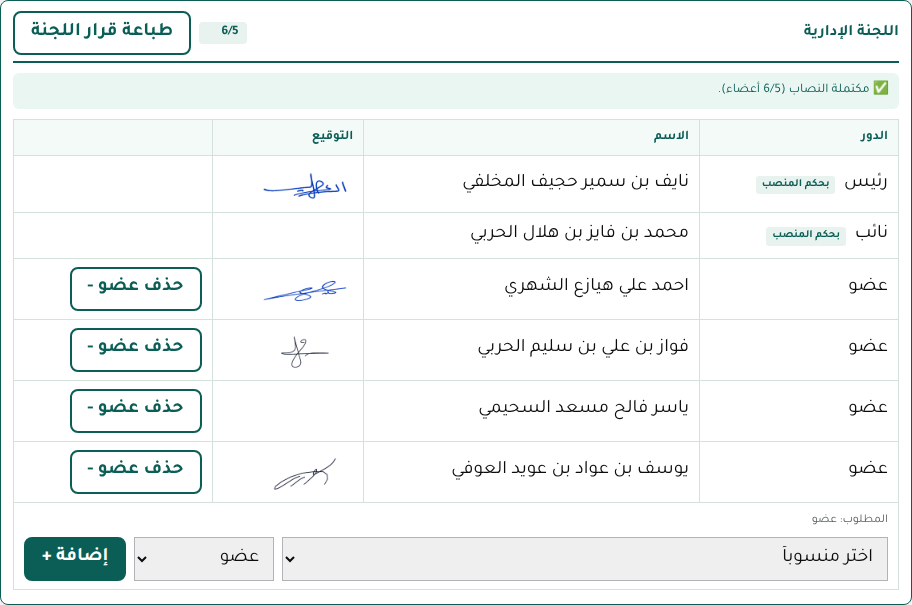 اللجنة الإدارية 6/5 طباعة قرار اللجنة
✅ مكتملة النصاب (6/5 أعضاء).
الدور الاسم التوقيع
رئيس بحكم المنصب نايف بن سمير حجيف المخلفي
نائب بحكم المنصب محمد بن فايز بن هلال الحربي
عضو احمد علي هيازع الشهري حذف عضو -
عضو فواز بن علي بن سليم الحربي حذف عضو -
عضو ياسر فالح مسعد السحيمي حذف عضو -
عضو يوسف بن عواد بن عويد العوفي حذف عضو -
المطلوب: عضو
اختر منسوباً عضو إضافة +